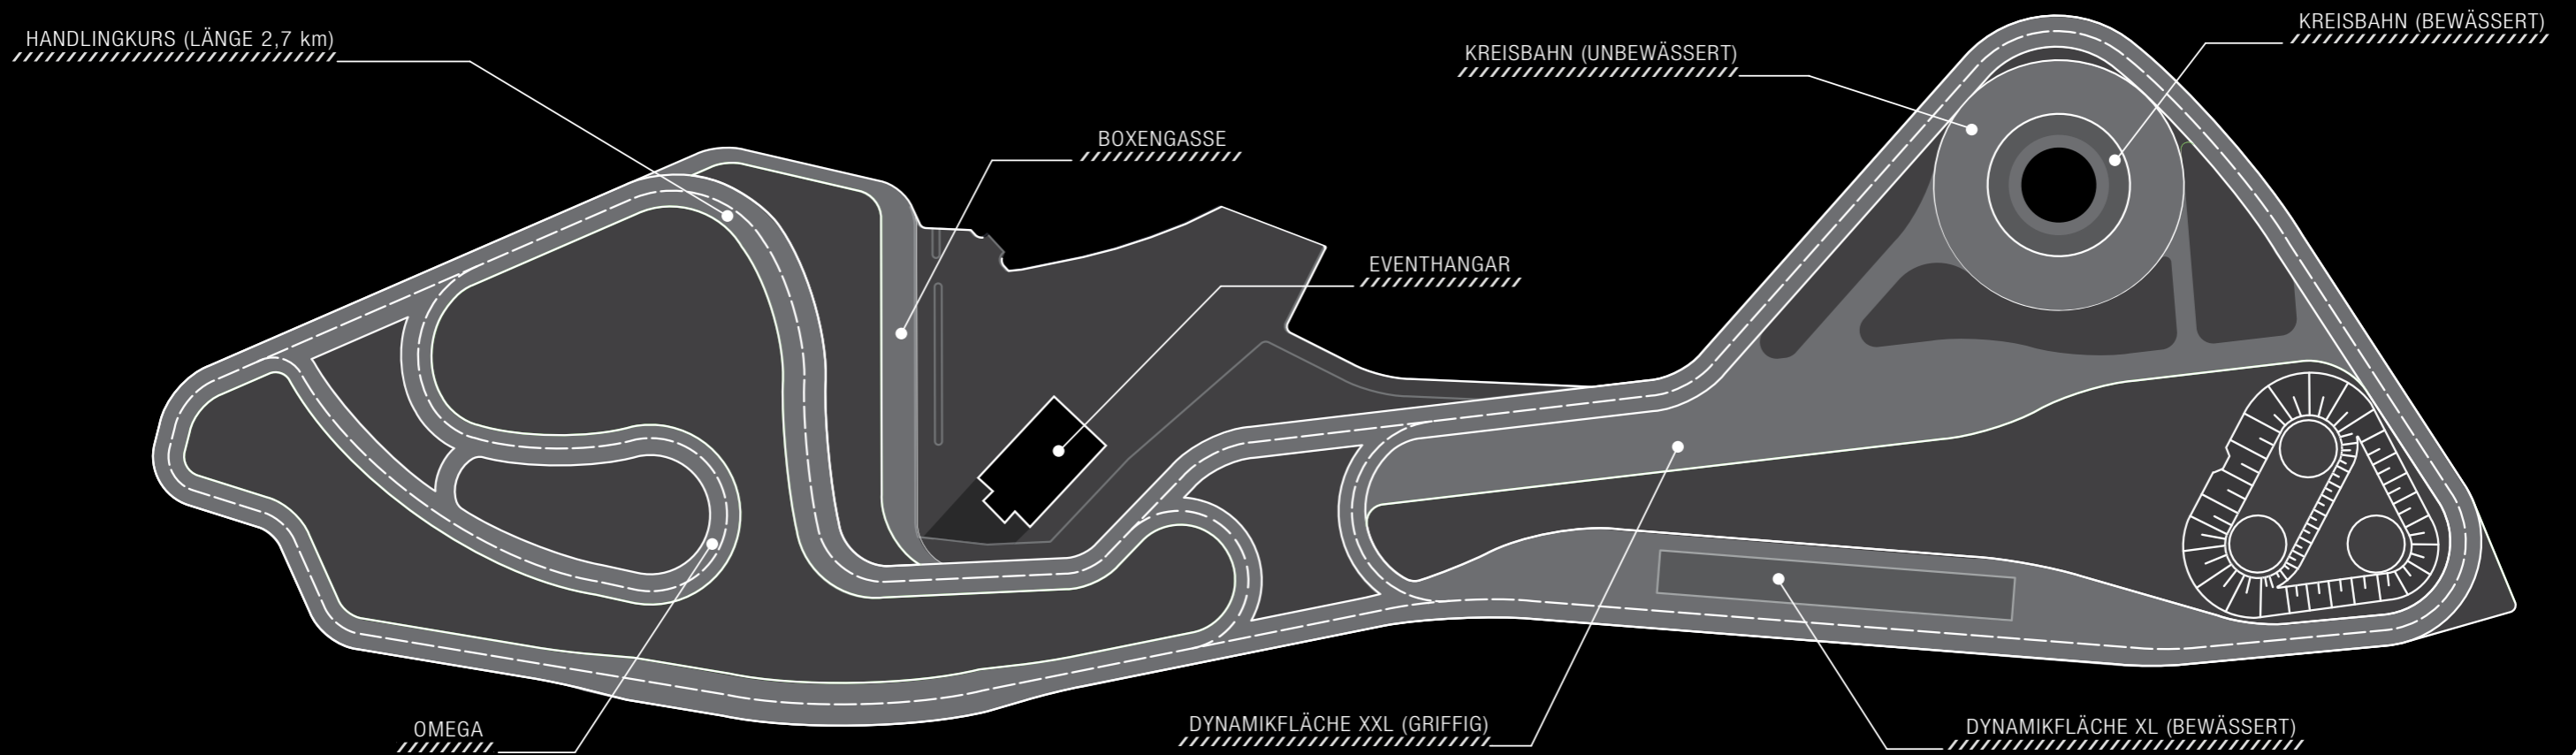 HANDLINGKURS (LÄNGE 2,7 km)
KREISBAHN (UNBEWÄSSERT)
KREISBAHN (BEWÄSSERT)
BOXENGASSE
EVENTHANGAR
OMEGA
DYNAMIKFLÄCHE XXL (GRIFFIG)
DYNAMIKFLÄCHE XL (BEWÄSSERT)